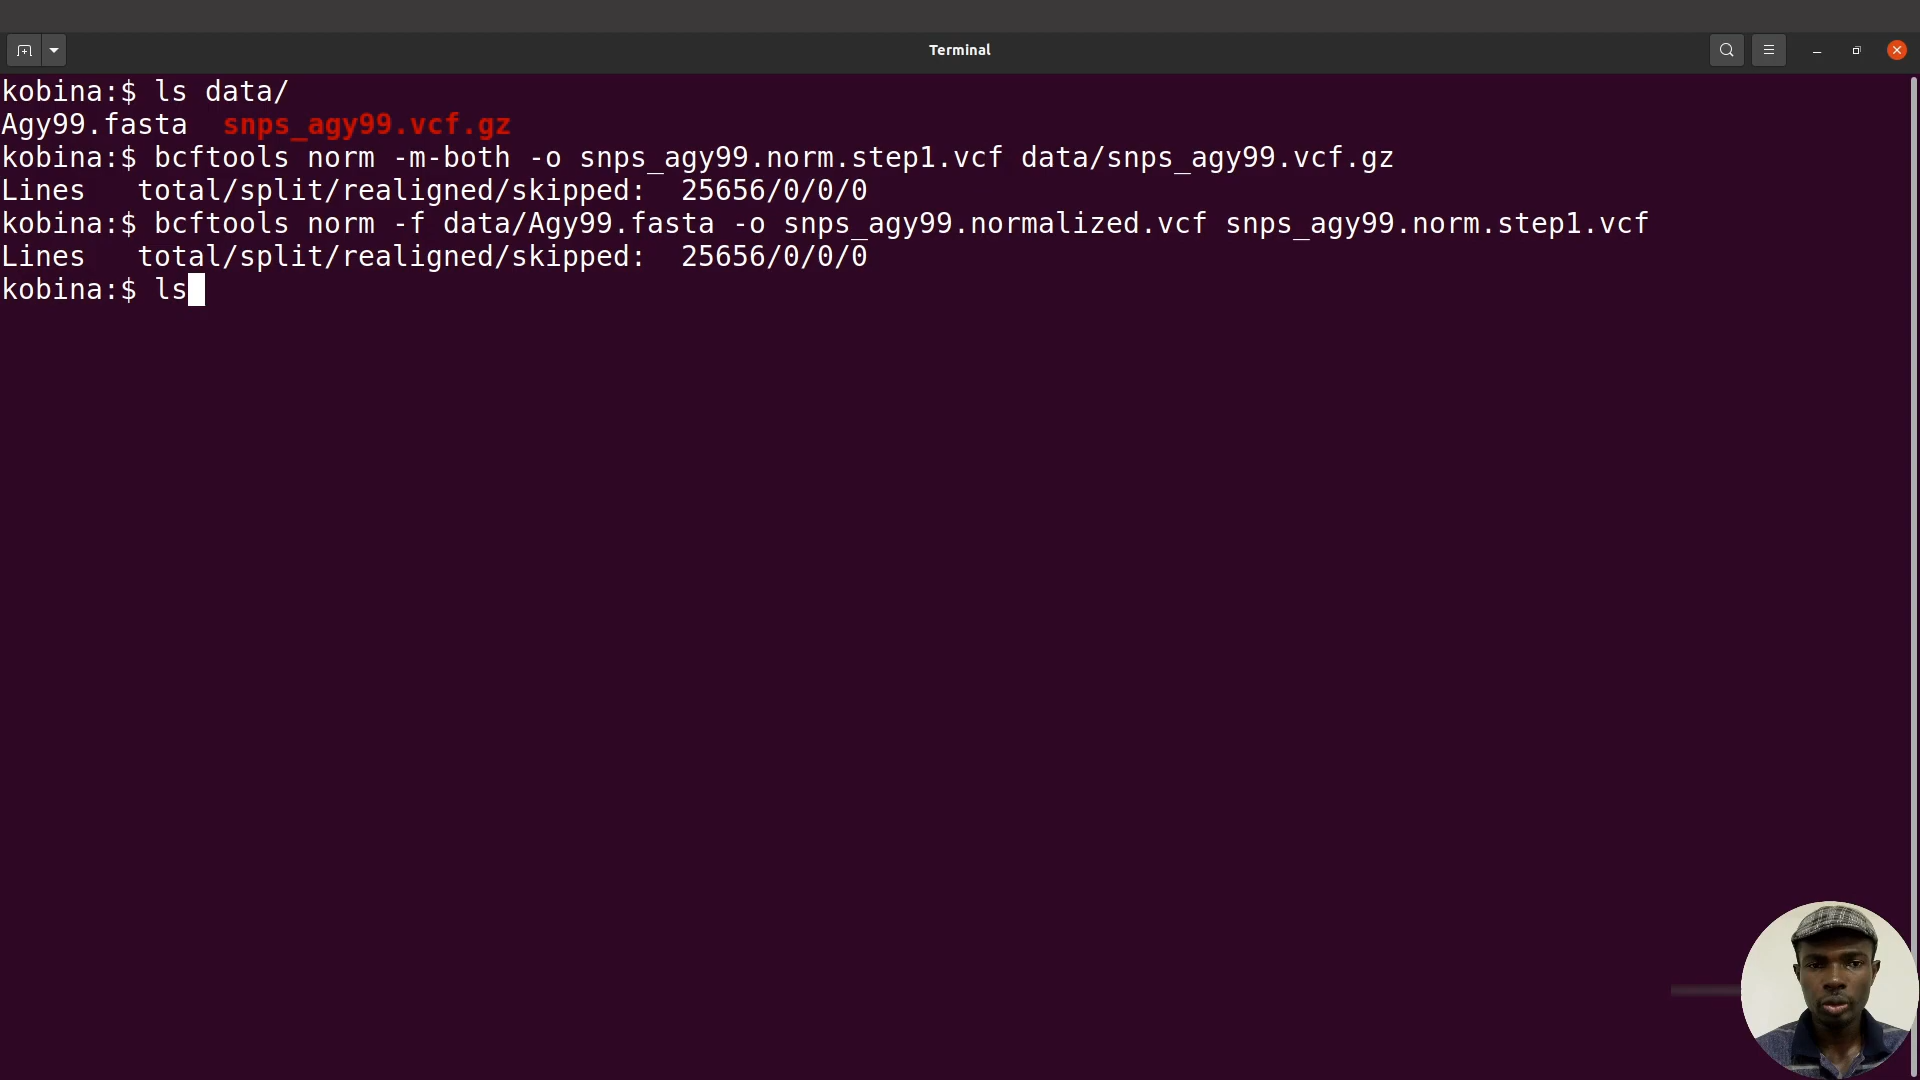 Terminal
kobina:$ ls data/
Agy99.fasta  snps_agy99.vcf.gz
kobina:$ bcftools norm -m-both -o snps_agy99.norm.step1.vcf data/snps_agy99.vcf.gz
Lines   total/split/realigned/skipped:  25656/0/0/0
kobina:$ bcftools norm -f data/Agy99.fasta -o snps_agy99.normalized.vcf snps_agy99.norm.step1.vcf
Lines   total/split/realigned/skipped:  25656/0/0/0
kobina:$ ls